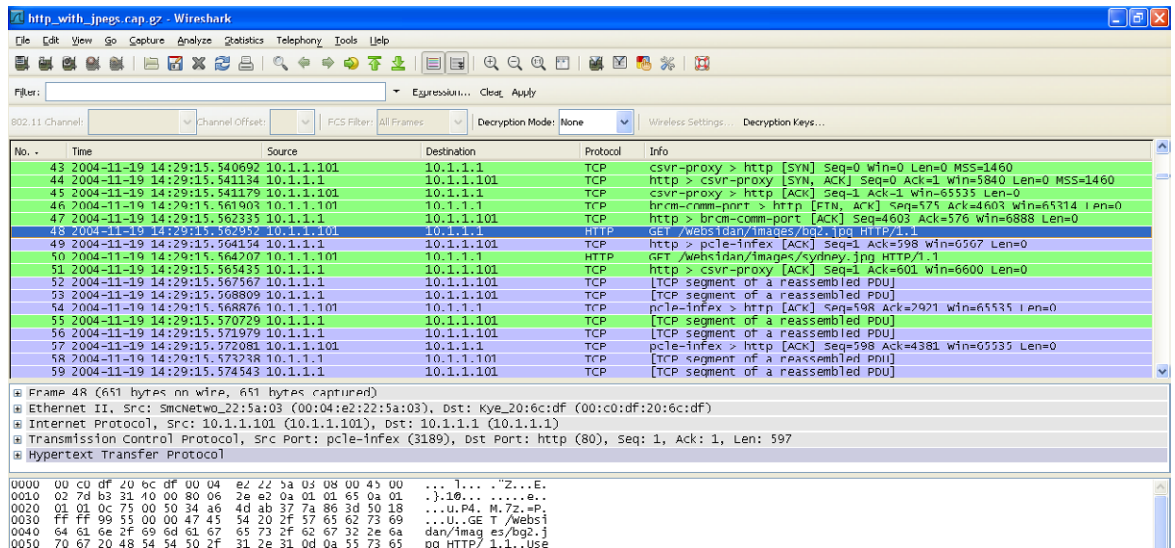 http_with_jpegs.cap.gz - Wireshark
File Edit View Go Capture Analyze Statistics Telephony Tools Help
Filter: Expression... Clear Apply
802.11 Channel: Channel Offset: FCS Filter: All Frames Decryption Mode: None Wireless Settings... Decryption Keys...
No. - Time Source Destination Protocol Info
43 2004-11-19 14:29:15.540692 10.1.1.101 10.1.1.1 TCP csvr-proxy > http [SYN] Seq=0 Win=0 Len=0 MSS=1460
44 2004-11-19 14:29:15.541134 10.1.1.1 10.1.1.101 TCP http > csvr-proxy [SYN, ACK] Seq=0 Ack=1 Win=5840 Len=0 MSS=1460
45 2004-11-19 14:29:15.541179 10.1.1.101 10.1.1.1 TCP csvr-proxy > http [ACK] Seq=1 Ack=1 Win=65535 Len=0
46 2004-11-19 14:29:15.561903 10.1.1.101 10.1.1.1 TCP brcm-comm-port > http [FIN, ACK] Seq=575 Ack=4603 Win=65314 Len=0
47 2004-11-19 14:29:15.562335 10.1.1.1 10.1.1.101 TCP http > brcm-comm-port [ACK] Seq=4603 Ack=576 Win=6888 Len=0
48 2004-11-19 14:29:15.562952 10.1.1.101 10.1.1.1 HTTP GET /Websidan/images/bg2.jpg HTTP/1.1
49 2004-11-19 14:29:15.564154 10.1.1.1 10.1.1.101 TCP http > pcle-infex [ACK] Seq=1 Ack=598 Win=6567 Len=0
50 2004-11-19 14:29:15.564207 10.1.1.101 10.1.1.1 HTTP GET /Websidan/images/sydney.jpg HTTP/1.1
51 2004-11-19 14:29:15.565435 10.1.1.1 10.1.1.101 TCP http > csvr-proxy [ACK] Seq=1 Ack=601 Win=6600 Len=0
52 2004-11-19 14:29:15.567567 10.1.1.1 10.1.1.101 TCP [TCP segment of a reassembled PDU]
53 2004-11-19 14:29:15.568809 10.1.1.1 10.1.1.101 TCP [TCP segment of a reassembled PDU]
54 2004-11-19 14:29:15.568876 10.1.1.101 10.1.1.1 TCP pcle-infex > http [ACK] Seq=598 Ack=2921 Win=65535 Len=0
55 2004-11-19 14:29:15.570729 10.1.1.1 10.1.1.101 TCP [TCP segment of a reassembled PDU]
56 2004-11-19 14:29:15.571979 10.1.1.1 10.1.1.101 TCP [TCP segment of a reassembled PDU]
57 2004-11-19 14:29:15.572081 10.1.1.101 10.1.1.1 TCP pcle-infex > http [ACK] Seq=598 Ack=4381 Win=65535 Len=0
58 2004-11-19 14:29:15.573238 10.1.1.1 10.1.1.101 TCP [TCP segment of a reassembled PDU]
59 2004-11-19 14:29:15.574543 10.1.1.1 10.1.1.101 TCP [TCP segment of a reassembled PDU]
Frame 48 (651 bytes on wire, 651 bytes captured)
Ethernet II, Src: SmcNetwo_22:5a:03 (00:04:e2:22:5a:03), Dst: Kye_20:6c:df (00:c0:df:20:6c:df)
Internet Protocol, Src: 10.1.1.101 (10.1.1.101), Dst: 10.1.1.1 (10.1.1.1)
Transmission Control Protocol, Src Port: pcle-infex (3189), Dst Port: http (80), Seq: 1, Ack: 1, Len: 597
Hypertext Transfer Protocol
0000 00 c0 df 20 6c df 00 04 e2 22 5a 03 08 00 45 00 ... l... ."Z...E.
0010 02 7d b3 31 40 00 80 06 2e e2 0a 01 01 65 0a 01 .}.1@... .....e..
0020 01 01 0c 75 00 50 34 a6 4d ab 37 7a 86 3d 50 18 ...u.P4. M.7z.=P.
0030 ff ff 99 55 00 00 47 45 54 20 2f 57 65 62 73 69 ...U..GE T /Websi
0040 64 61 6e 2f 69 6d 61 67 65 73 2f 62 67 32 2e 6a dan/imag es/bg2.j
0050 70 67 20 48 54 54 50 2f 31 2e 31 0d 0a 55 73 65 pg HTTP/ 1.1..Use